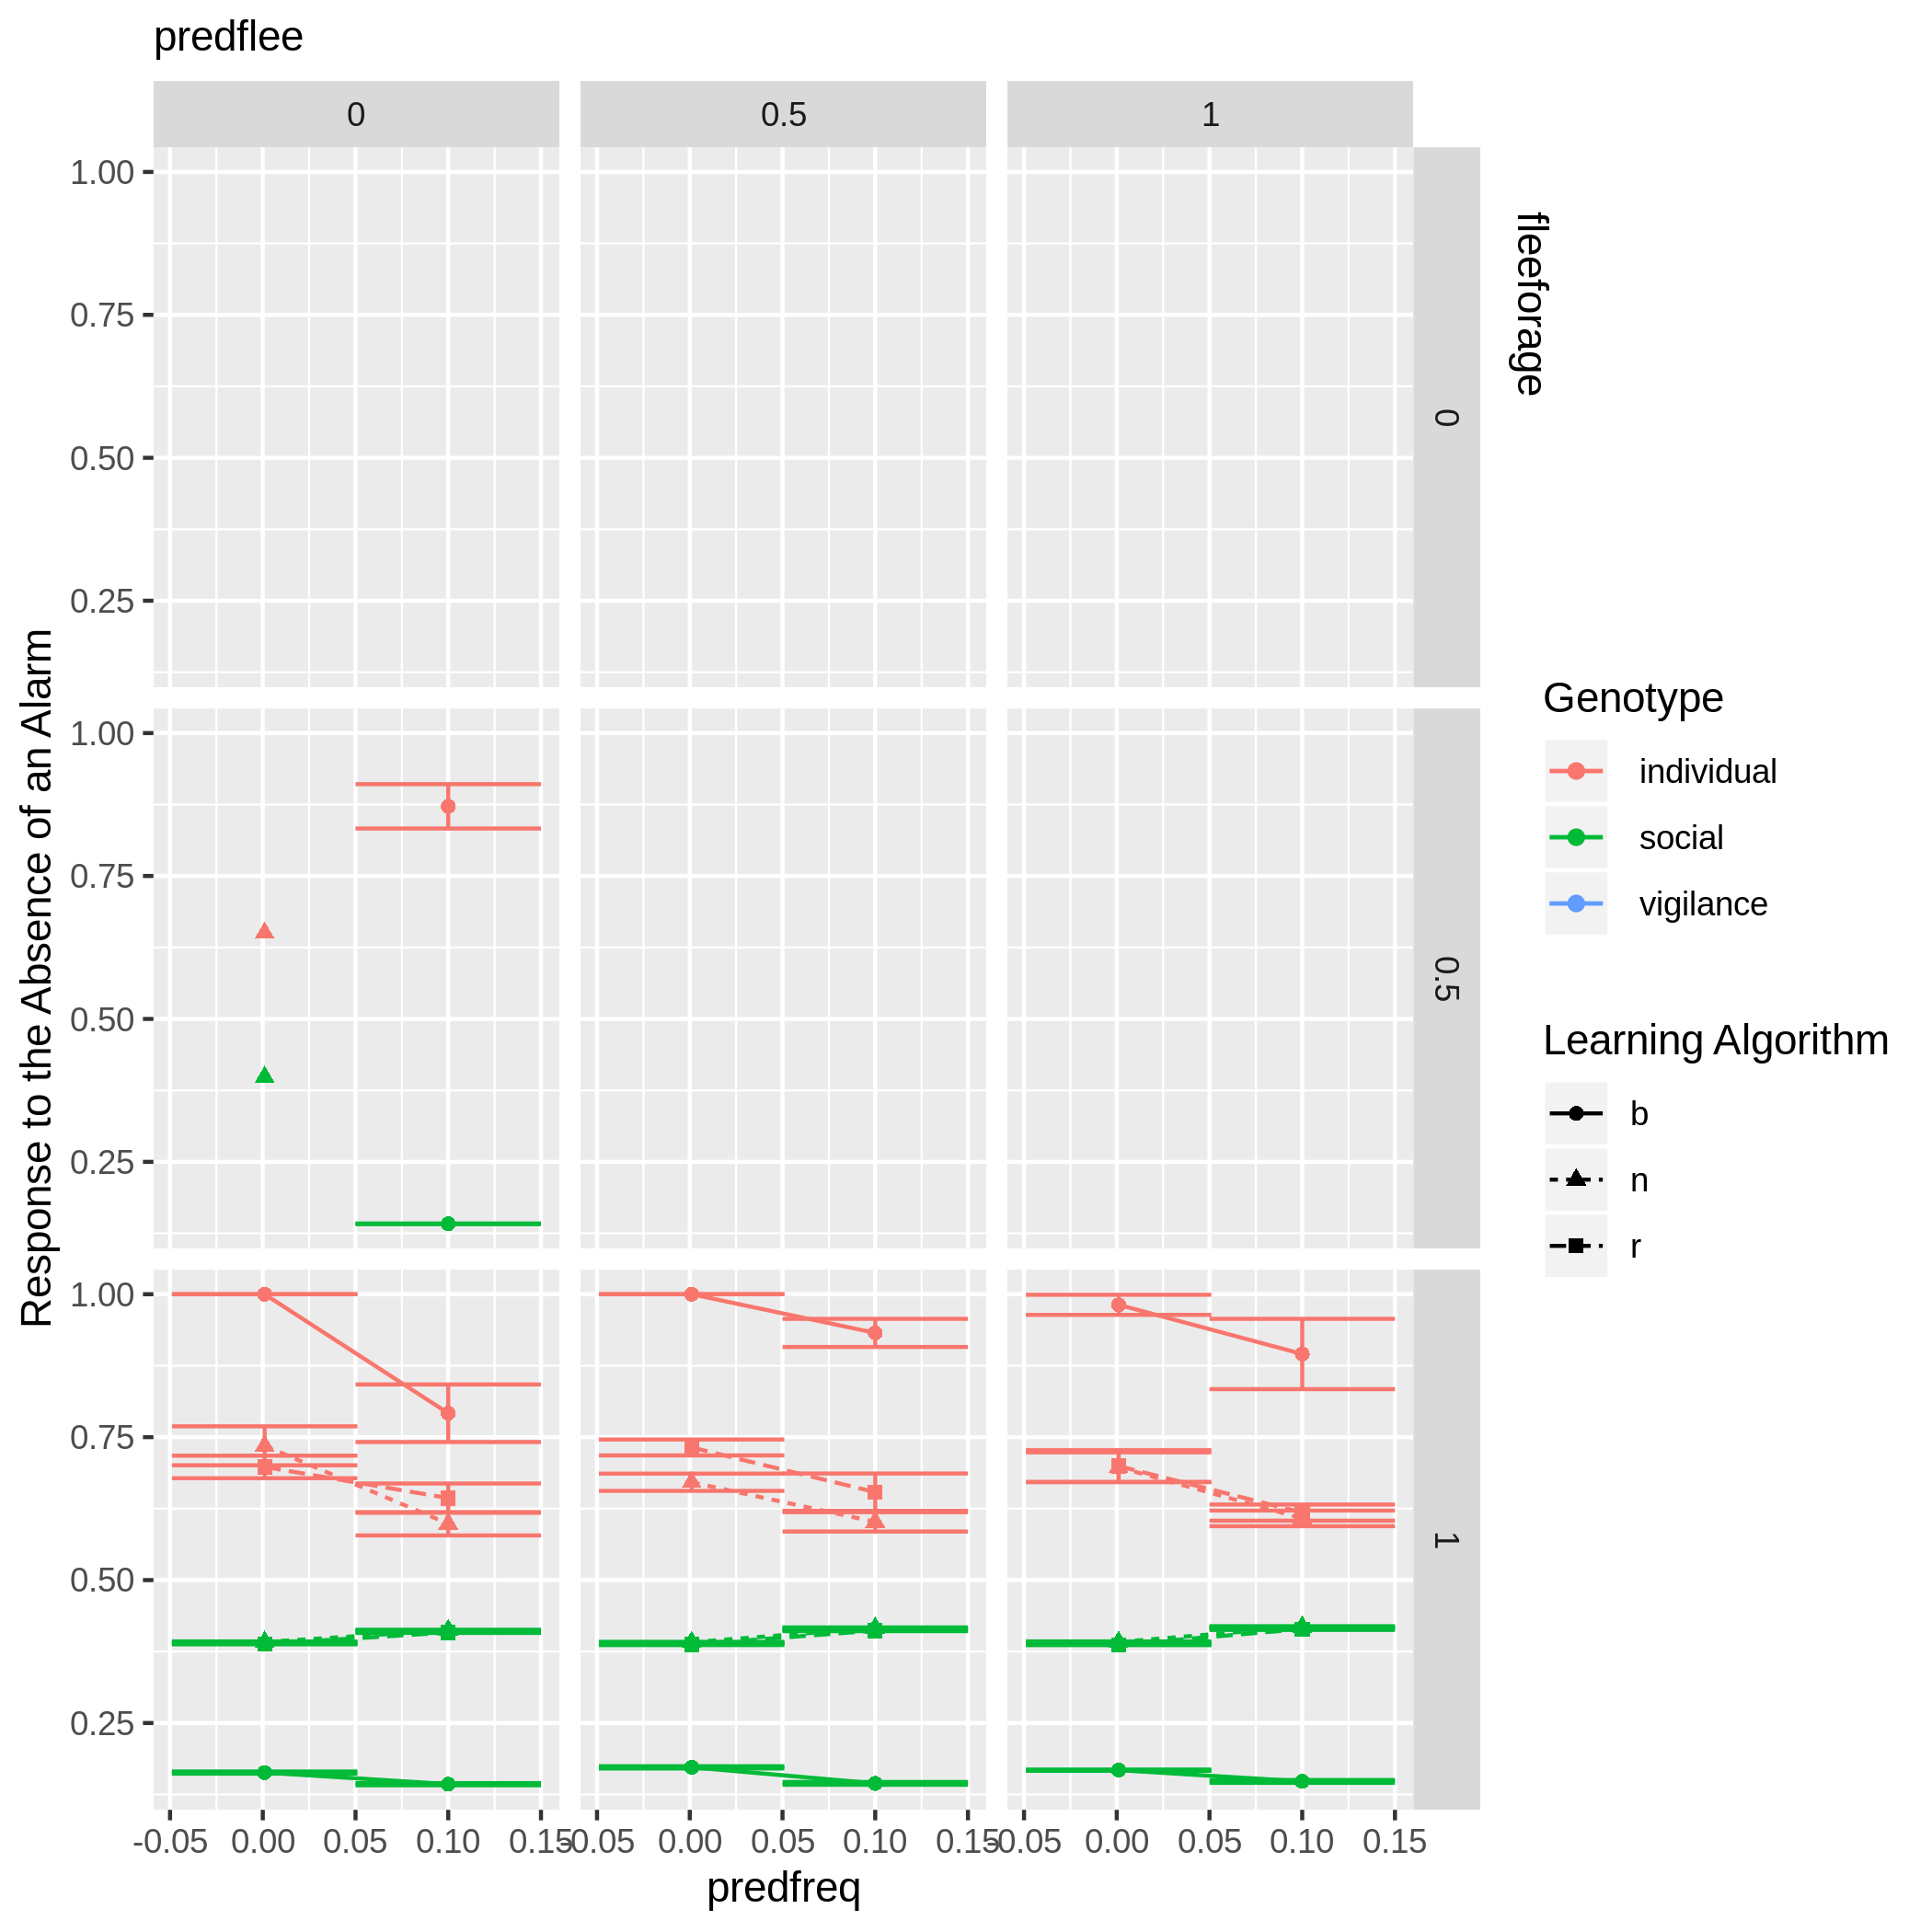 predflee
0 0.5 1
fleeforage
1.00
0.75
0.50
0.25
0
Response to the Absence of an Alarm
1.00
0.75
0.50
0.25
0.5
1.00
0.75
0.50
0.25
1
-0.05 0.00 0.05 0.10 0.15
-0.05 0.00 0.05 0.10 0.15
-0.05 0.00 0.05 0.10 0.15
predfreq
Genotype
individual
social
vigilance
Learning Algorithm
b
n
r